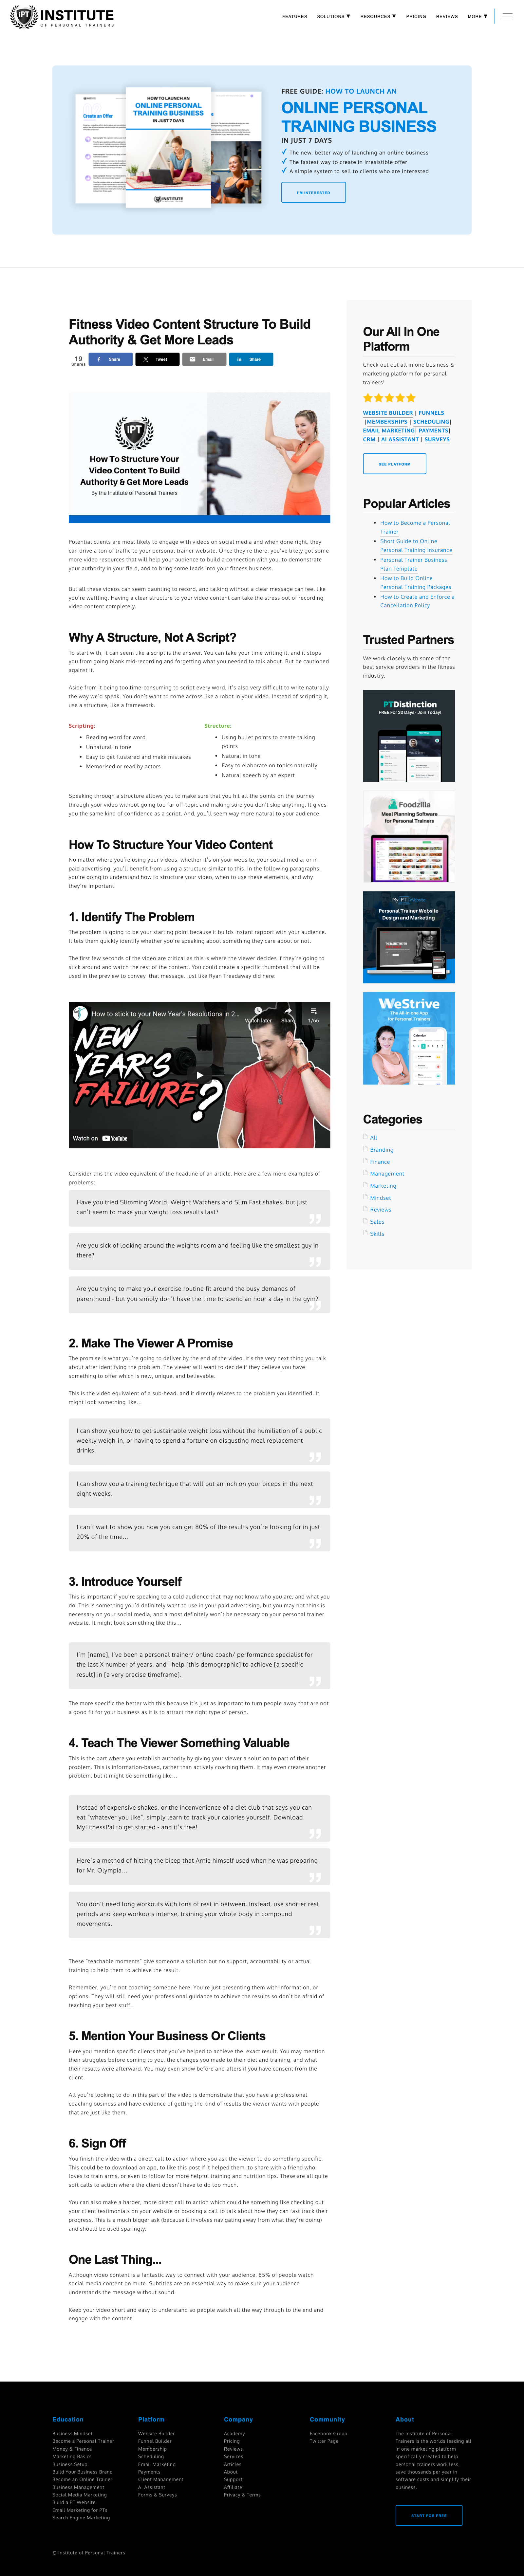 IPT INSTITUTE
OF PERSONAL TRAINERS
FEATURES SOLUTIONS RESOURCES PRICING REVIEWS MORE
Create an Offer
HOW TO LAUNCH AN
ONLINE PERSONAL
TRAINING BUSINESS
IN JUST 7 DAYS
INSTITUTE
FREE GUIDE: HOW TO LAUNCH AN
ONLINE PERSONAL
TRAINING BUSINESS
IN JUST 7 DAYS
The new, better way of launching an online business
The fastest way to create in irresistible offer
A simple system to sell to clients who are interested
I'M INTERESTED
Fitness Video Content Structure To Build
Authority & Get More Leads
19
Shares
Share
Tweet
Email
Share
IPT
How To Structure Your
Video Content To Build
Authority & Get More Leads
By the Institute of Personal Trainers
Potential clients are most likely to engage with videos on social media and when done right, they
can drive a lot of traffic to your personal trainer website. Once they're there, you've likely got some
more video resources that will continue to build a connection with you, help to demonstrate you're
an authority in your field, and help bring some leads into your business.
But all these videos can seem daunting to record, and without a clear message it can feel like
you're waffling. Having a clear structure to your content takes the stress out of recording and keeps
video content completely.
Why A Structure, Not A Script?
To start with, it can seem like a script is the answer. You can take your time writing it, and it stops
you from going blank mid-recording and forgetting what you needed to talk about. But be cautioned
against it.
Aside from it being too time-consuming to script every word, it's also very difficult to write naturally
the way we'd speak. You don't want to come across like a robot in your video. Instead of scripting it,
use a structure, like a framework.
Scripting:
Reading word for word
Unnatural in tone
Easy to get flustered and make mistakes
Memorised or read by actors
Structure:
Using bullet points to create talking
points
Natural in tone
Easy to elaborate on topics naturally
Natural speech by an expert
Speaking through a structure allows you to make sure that you hit all the points on the journey
through your video without going too far off-topic and making sure you don't skip anything. It gives
you the same kind of confidence as a script. And, you'll seem way more natural to your audience.
How To Structure Your Video Content
No matter where you're using your videos, whether it's on your website, your social media, or in
paid advertising, you'll benefit from using a structure similar to this. In the following paragraphs,
you're going to understand how to structure your video, when to use these elements, and why
they're important.
1. Identify The Problem
The problem is going to be your starting point because it builds instant rapport with your audience.
It lets them quickly identify whether you're speaking about something they care about or not.
The first few seconds of the video are critical as this is where the viewer decides if they're going to
stick around and watch the rest of the content. You could create a specific thumbnail that will be
used in the preview to convey that message. Just like Ryan Treadaway did here:
How to stick to your New Year's Resolutions in 2...
Watch later
Share
1/66
NEW
YEAR'S
FAILURE?
Watch on YouTube
Consider this the video equivalent of the headline of an article. Here are a few more examples of
problems:
Have you tried Slimming World, Weight Watchers and Slim Fast shakes, but just
can't seem to make your weight loss results last?
Are you sick of looking around the weights room and feeling like the smallest guy in
there?
Are you trying to make your exercise routine fit around the busy demands of
parenthood - but you simply don't have the time to spend an hour a day in the gym?
2. Make The Viewer A Promise
The promise is what you're going to deliver by the end of the video. It's the very next thing you talk
about after identifying the problem. The viewer will want to decide if they believe you have
something to offer which is new, unique, and believable.
This is the video equivalent of a sub-head, and it directly relates to the problem you identified. It
might look something like...
I can show you how to get sustainable weight loss without the humiliation of a public
weekly weigh-in, or having to spend a fortune on disgusting meal replacement
drinks.
I can show you a training technique that will put an inch on your biceps in the next
eight weeks.
I can't wait to show you how you can get 80% of the results you're looking for in just
20% of the time...
3. Introduce Yourself
This is important if you're speaking to a cold audience that may not know who you are, and what you
do. This is something you'd definitely want to use in your paid advertising, but you may not think is
necessary on your social media, and almost definitely won't be necessary on your personal trainer
website. It might look something like this...
I'm [name], I've been a personal trainer/ online coach/ performance specialist for
the last X number of years, and I help [this demographic] to achieve [a specific
result] in [a very precise timeframe].
The more specific the better with this because it's just as important to turn people away that are not
a good fit for your business as it is to attract the right type of person.
4. Teach The Viewer Something Valuable
This is the part where you establish authority by giving your viewer a solution to part of their
problem. This is information-based, rather than actively coaching them. It may even create another
problem, but it might be something like...
Instead of expensive shakes, or the inconvenience of a diet club that says you can
eat "whatever you like", simply learn to track your calories yourself. Download
MyFitnessPal to get started - and it's free!
Here's a method of hitting the bicep that Arnie himself used when he was preparing
for Mr. Olympia...
You don't need long workouts with tons of rest in between. Instead, use shorter rest
periods and keep workouts intense, training your whole body in compound
movements.
These "teachable moments" give someone a solution but no support, accountability or actual
training to help them to achieve the result.
Remember, you're not coaching someone here. You're just presenting them with information, or
options. They will still need your professional guidance to achieve the results so don't be afraid of
teaching your best stuff.
5. Mention Your Business Or Clients
Here you mention specific clients that you've helped to achieve the exact result. You may mention
their struggles before coming to you, the changes you made to their diet and training, and what
their results were afterward. You may even show before and afters if you have consent from the
client.
All you're looking to do in this part of the video is demonstrate that you have a professional
coaching business and have evidence of getting the kind of results the viewer wants with people
that are just like them.
6. Sign Off
You finish the video with a direct call to action where you ask the viewer to do something specific.
This could be to download an app, to like this post if it helped them, to share with a friend who
loves to train arms, or even to follow for more helpful training and nutrition tips. These are all quite
soft calls to action where the client doesn't have to do too much.
You can also make a harder, more direct call to action which could be something like checking out
your client testimonials on your website or booking a call to talk about how they can fast track their
progress. This is a much bigger ask (because it involves navigating away from what they're doing)
and should be used sparingly.
One Last Thing...
Although video content is a fantastic way to connect with your audience, 85% of people watch
social media content on mute. Subtitles are an essential way to make sure your audience
understands the message without sound.
Keep your video short and easy to understand so people watch all the way through to the end and
engage with the content.
Our All In One
Platform
Check out out all in one business &
marketing platform for personal
trainers!
WEBSITE BUILDER | FUNNELS
|MEMBERSHIPS | SCHEDULING|
EMAIL MARKETING| PAYMENTS|
CRM | AI ASSISTANT | SURVEYS
SEE PLATFORM
Popular Articles
How to Become a Personal
Trainer
Short Guide to Online
Personal Training Insurance
Personal Trainer Business
Plan Template
How to Build Online
Personal Training Packages
How to Create and Enforce a
Cancellation Policy
Trusted Partners
We work closely with some of the
best service providers in the fitness
industry.
PTDistinction
FREE For 30 Days - Join Today!
Foodzilla
Meal Planning Software
for Personal Trainers
My PT Website
Personal Trainer Website
Design and Marketing
WeStrive
The All In One App
for Personal Trainers
Calendar
Categories
All
Branding
Finance
Management
Marketing
Mindset
Reviews
Sales
Skills
Education
Business Mindset
Become a Personal Trainer
Money & Finance
Marketing Basics
Business Setup
Build Your Business Brand
Become an Online Trainer
Business Management
Social Media Marketing
Build a PT Website
Email Marketing for PTs
Search Engine Marketing
Platform
Website Builder
Funnel Builder
Membership
Scheduling
Email Marketing
Payments
Client Management
AI Assistant
Forms & Surveys
Company
Academy
Pricing
Reviews
Services
Articles
About
Support
Affiliate
Privacy & Terms
Community
Facebook Group
Twitter Page
About
The Institute of Personal
Trainers is the worlds leading all
in one marketing platform
specifically created to help
personal trainers work less,
save thousands per year in
software costs and simplify their
business.
START FOR FREE
© Institute of Personal Trainers